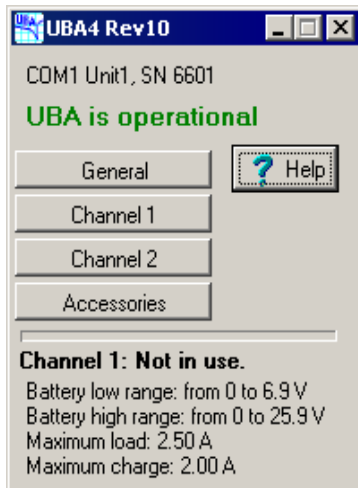 UBA4 Rev10
COM1 Unit1, SN 6601
UBA is operational
General
? Help
Channel 1
Channel 2
Accessories
Channel 1: Not in use.
Battery low range: from 0 to 6.9 V
Battery high range: from 0 to 25.9 V
Maximum load: 2.50 A
Maximum charge: 2.00 A